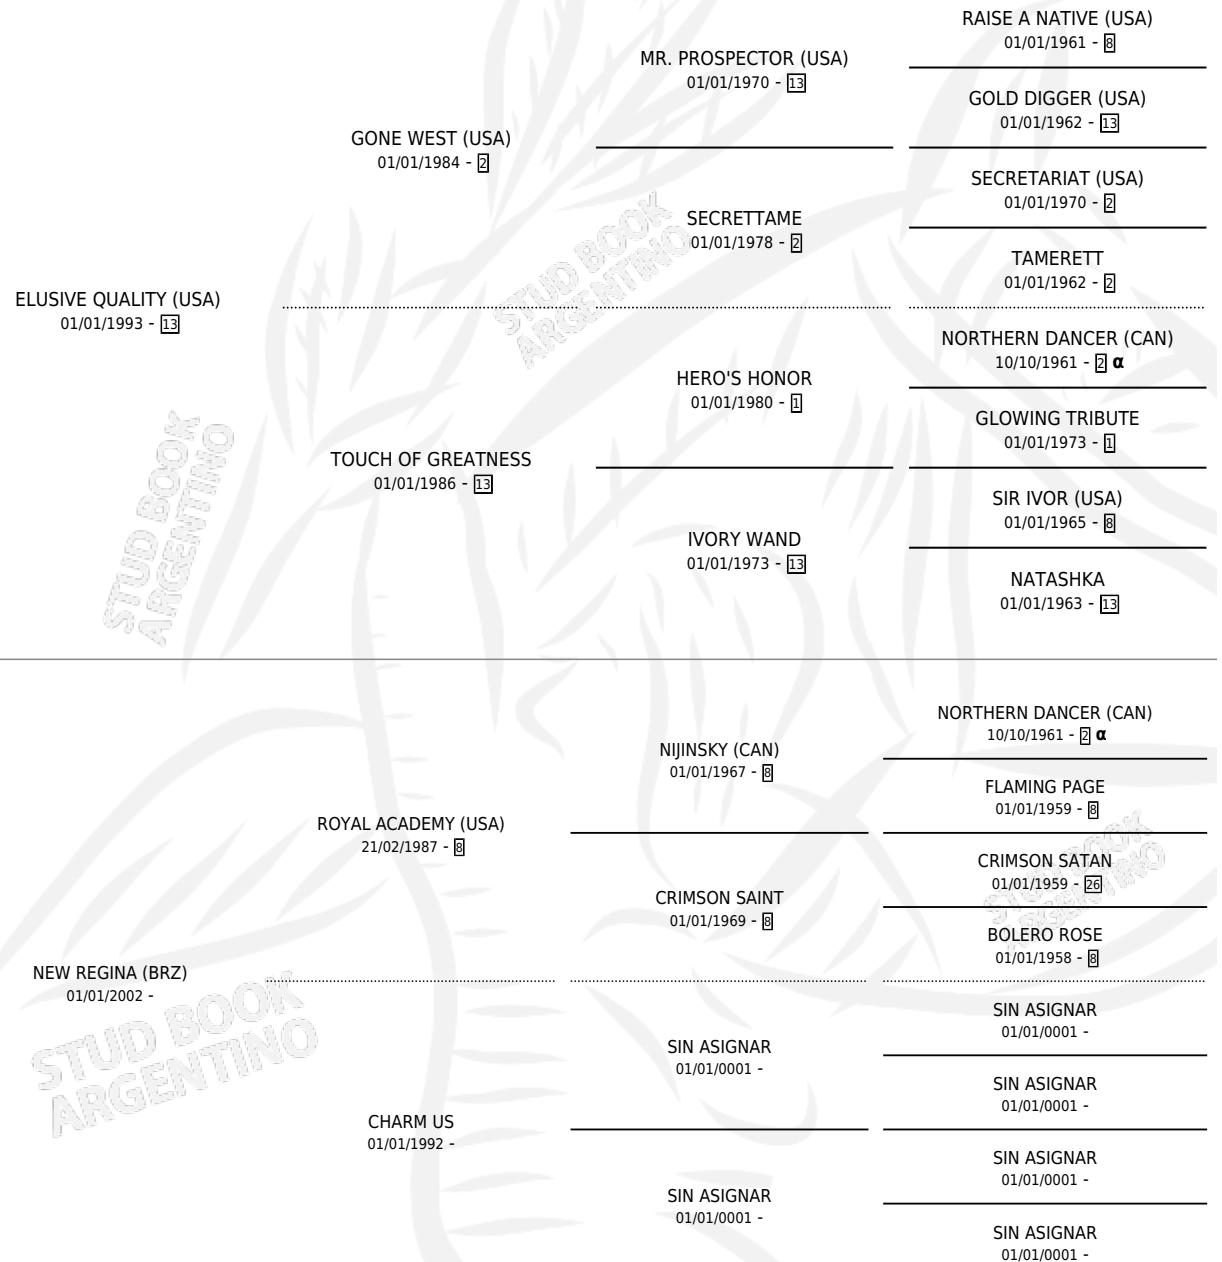 RAISE A NATIVE (USA)
01/01/1961 - 8
MR. PROSPECTOR (USA)
01/01/1970 - 13
GOLD DIGGER (USA)
01/01/1962 - 13
GONE WEST (USA)
01/01/1984 - 2
SECRETARIAT (USA)
01/01/1970 - 2
SECRETTAME
01/01/1978 - 2
TAMERETT
01/01/1962 - 2
ELUSIVE QUALITY (USA)
01/01/1993 - 13
NORTHERN DANCER (CAN)
10/10/1961 - 2 α
HERO'S HONOR
01/01/1980 - 1
GLOWING TRIBUTE
01/01/1973 - 1
TOUCH OF GREATNESS
01/01/1986 - 13
SIR IVOR (USA)
01/01/1965 - 8
IVORY WAND
01/01/1973 - 13
NATASHKA
01/01/1963 - 13
NORTHERN DANCER (CAN)
10/10/1961 - 2 α
NIJINSKY (CAN)
01/01/1967 - 8
FLAMING PAGE
01/01/1959 - 8
ROYAL ACADEMY (USA)
21/02/1987 - 8
CRIMSON SATAN
01/01/1959 - 26
CRIMSON SAINT
01/01/1969 - 8
BOLERO ROSE
01/01/1958 - 8
NEW REGINA (BRZ)
01/01/2002 -
SIN ASIGNAR
01/01/0001 -
SIN ASIGNAR
01/01/0001 -
SIN ASIGNAR
01/01/0001 -
CHARM US
01/01/1992 -
SIN ASIGNAR
01/01/0001 -
SIN ASIGNAR
01/01/0001 -
SIN ASIGNAR
01/01/0001 -
STUD BOOK
ARGENTINO
STUD BOOK
ARGENTINO
STUD BOOK
ARGENTINO
STUD BOOK
ARGENTINO